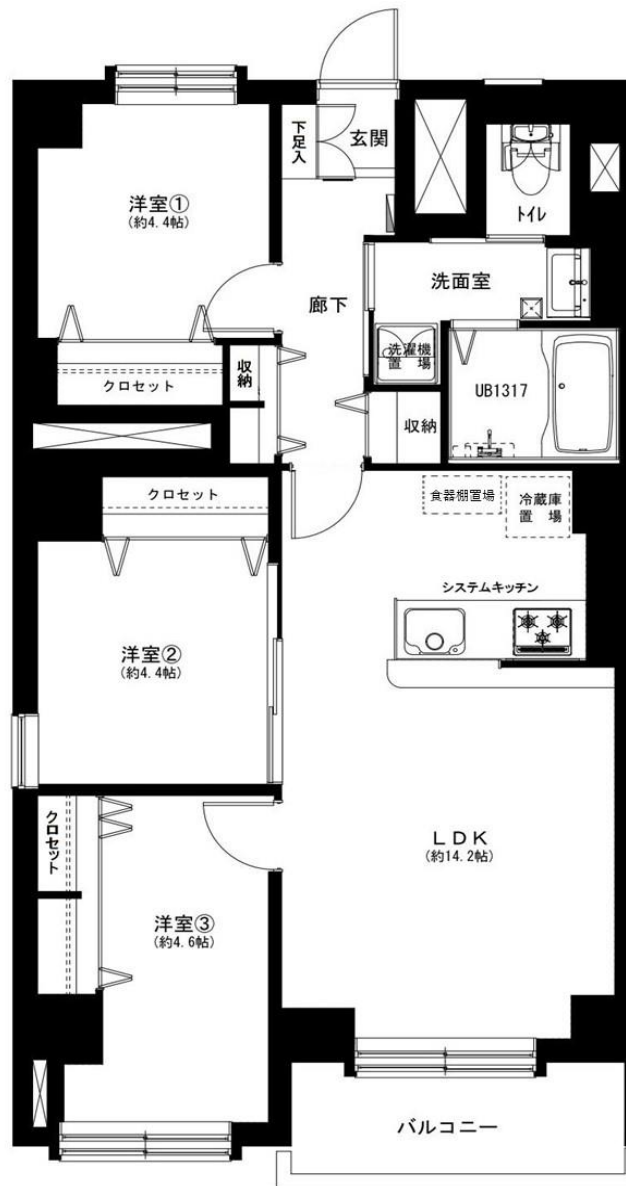 下足入
玄関
洋室①
(約4.4帖)
トイレ
洗面室
廊下
洗濯機
置場
クロゼット
収納
UB1317
収納
クロゼット
食器棚置場
冷蔵庫
置場
システムキッチン
洋室②
(約4.4帖)
クロゼット
LDK
(約14.2帖)
洋室③
(約4.6帖)
バルコニー